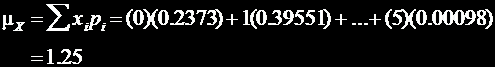 μX = ∑ xᵢpᵢ = (0)(0.2373)+1(0.39551)+...+(5)(0.00098)
=1.25